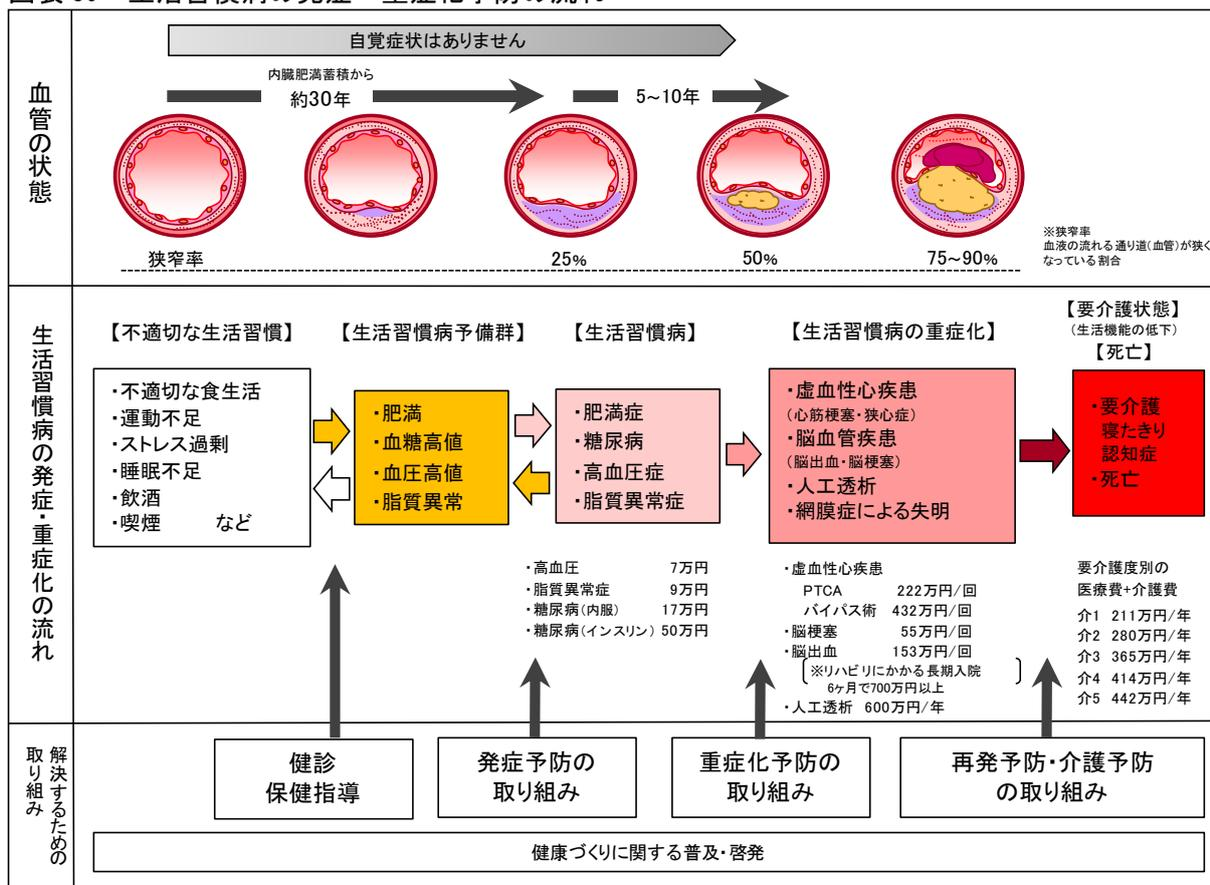 血管の状態
自覚症状はありません
内臓肥満蓄積から
約30年
5～10年
狭窄率
25%
50%
75～90%
※狭窄率
血液の流れる通り道(血管)が狭く
なっている割合
生活習慣病の発症・重症化の流れ
【不適切な生活習慣】
・不適切な食生活
・運動不足
・ストレス過剰
・睡眠不足
・飲酒
・喫煙 など
【生活習慣病予備群】
・肥満
・血糖高値
・血圧高値
・脂質異常
【生活習慣病】
・肥満症
・糖尿病
・高血圧症
・脂質異常症
【生活習慣病の重症化】
・虚血性心疾患
(心筋梗塞・狭心症)
・脳血管疾患
(脳出血・脳梗塞)
・人工透析
・網膜症による失明
【要介護状態】
(生活機能の低下)
【死亡】
・要介護
寝たきり
認知症
・死亡
・高血圧 7万円
・脂質異常症 9万円
・糖尿病(内服) 17万円
・糖尿病(インスリン) 50万円
・虚血性心疾患
PTCA 222万円/回
バイパス術 432万円/回
・脳梗塞 55万円/回
・脳出血 153万円/回
※リハビリにかかる長期入院
6ヶ月で700万円以上
・人工透析 600万円/年
要介護度別の
医療費+介護費
介1 211万円/年
介2 280万円/年
介3 365万円/年
介4 414万円/年
介5 442万円/年
解決するための
取り組み
健診
保健指導
発症予防の
取り組み
重症化予防の
取り組み
再発予防・介護予防
の取り組み
健康づくりに関する普及・啓発